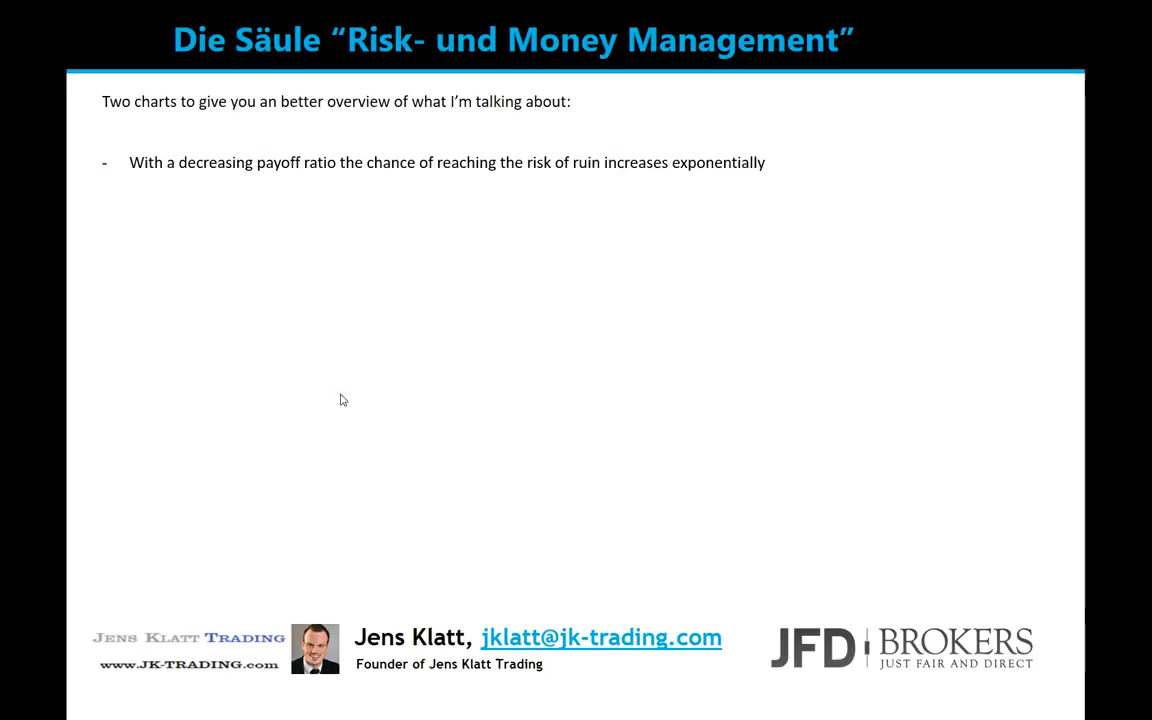 Die Säule “Risk- und Money Management”
Two charts to give you an better overview of what I’m talking about:
- With a decreasing payoff ratio the chance of reaching the risk of ruin increases exponentially
JENS KLATT TRADING
www.JK-TRADING.com
Jens Klatt, jklatt@jk-trading.com
Founder of Jens Klatt Trading
JFD BROKERS
JUST FAIR AND DIRECT